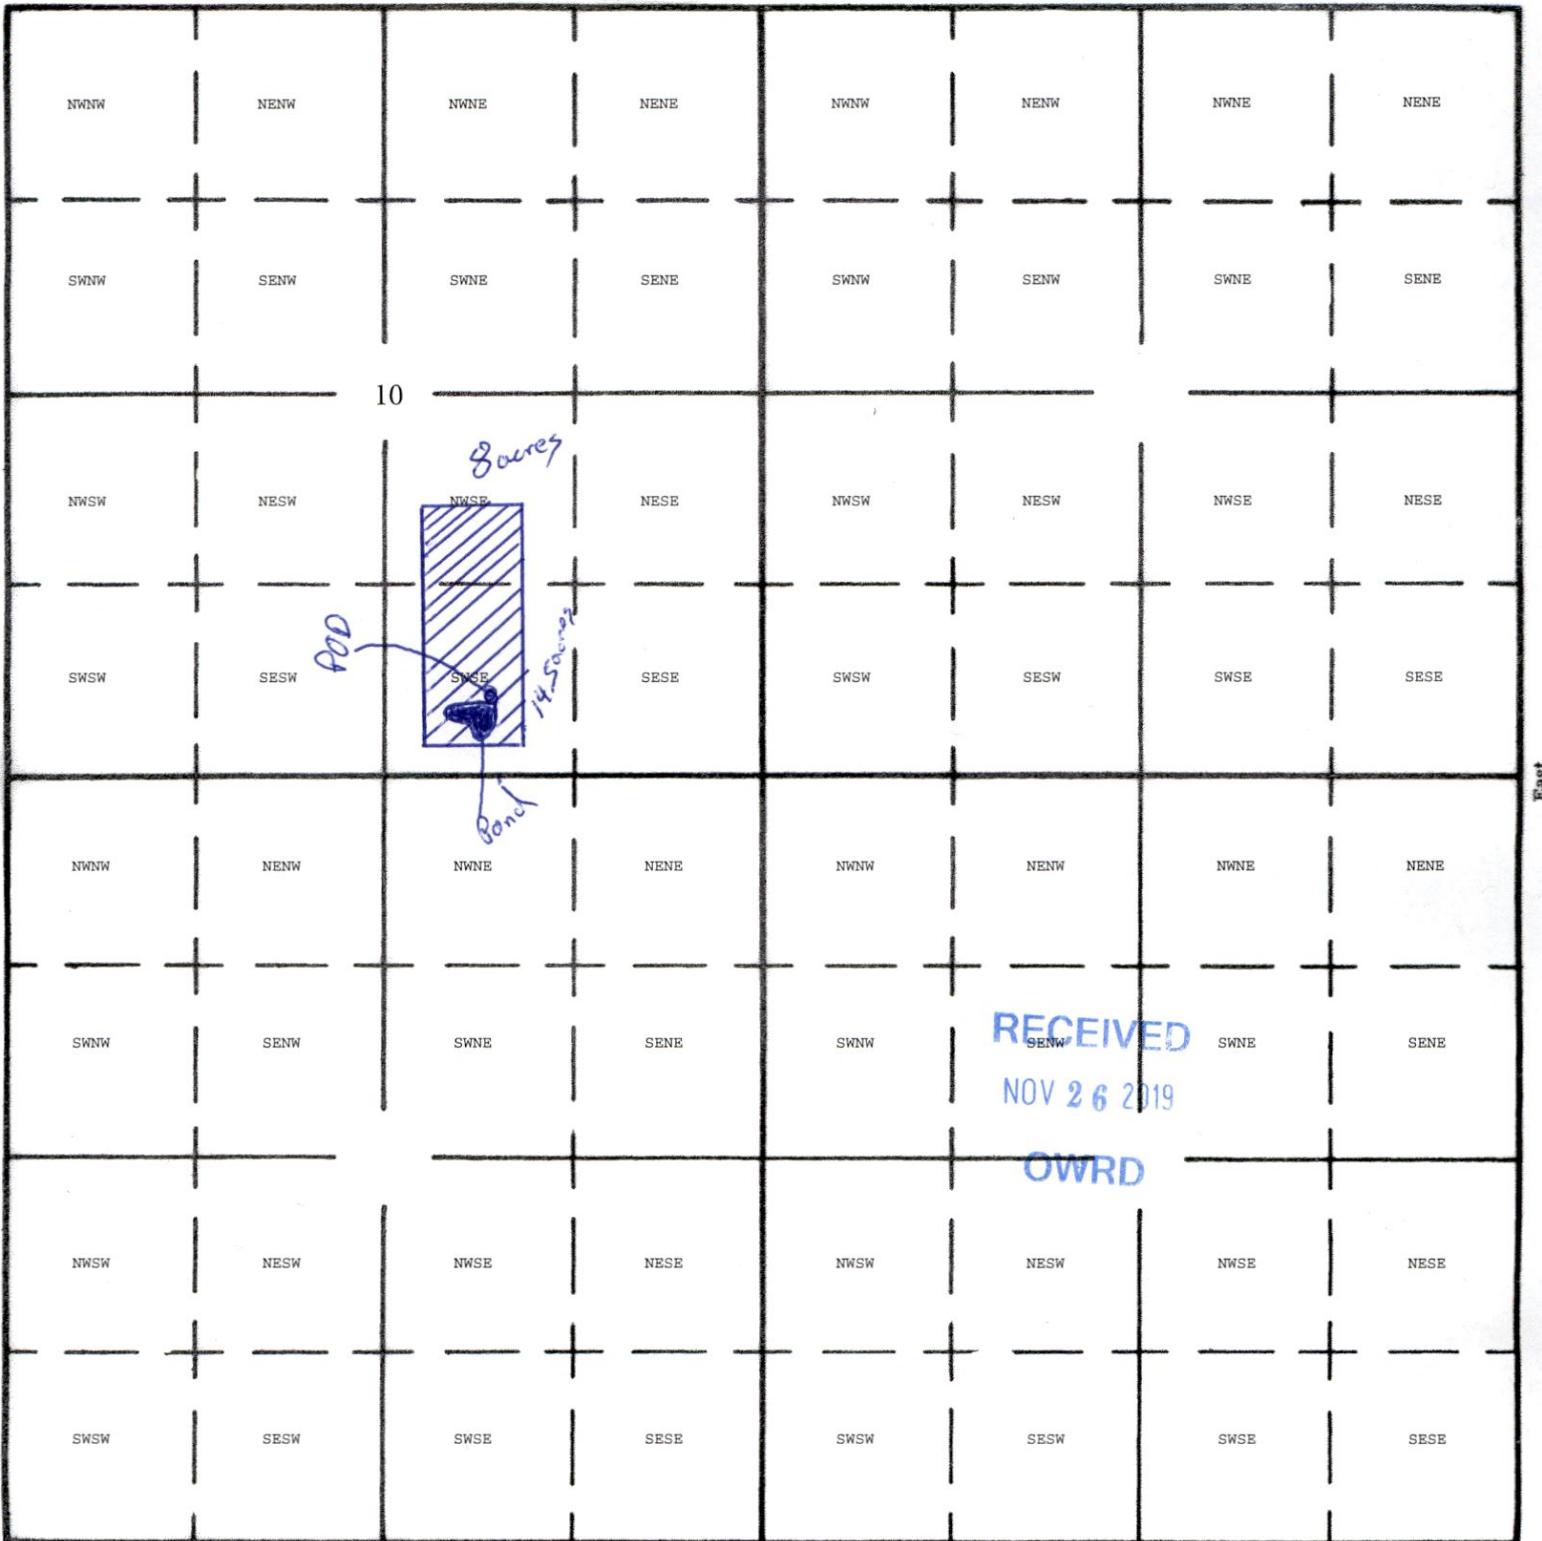 NWNW NENW NWNE NENE NWNW NENW NWNE NENE
SWNW SENW SWNE SENE SWNW SENW SWNE SENE
10
8 acres
NWSW NESW NWSE NESE NWSW NESW NWSE NESE
POD
14.5 acres
SWSW SESW SWSE SESE SWSW SESW SWSE SESE
East
Pond
NWNW NENW NWNE NENE NWNW NENW NWNE NENE
RECEIVED
SWNW SENW SWNE SENE SWNW SENW SWNE SENE
NOV 26 2019
OWRD
NWSW NESW NWSE NESE NWSW NESW NWSE NESE
SWSW SESW SWSE SESE SWSW SESW SWSE SESE